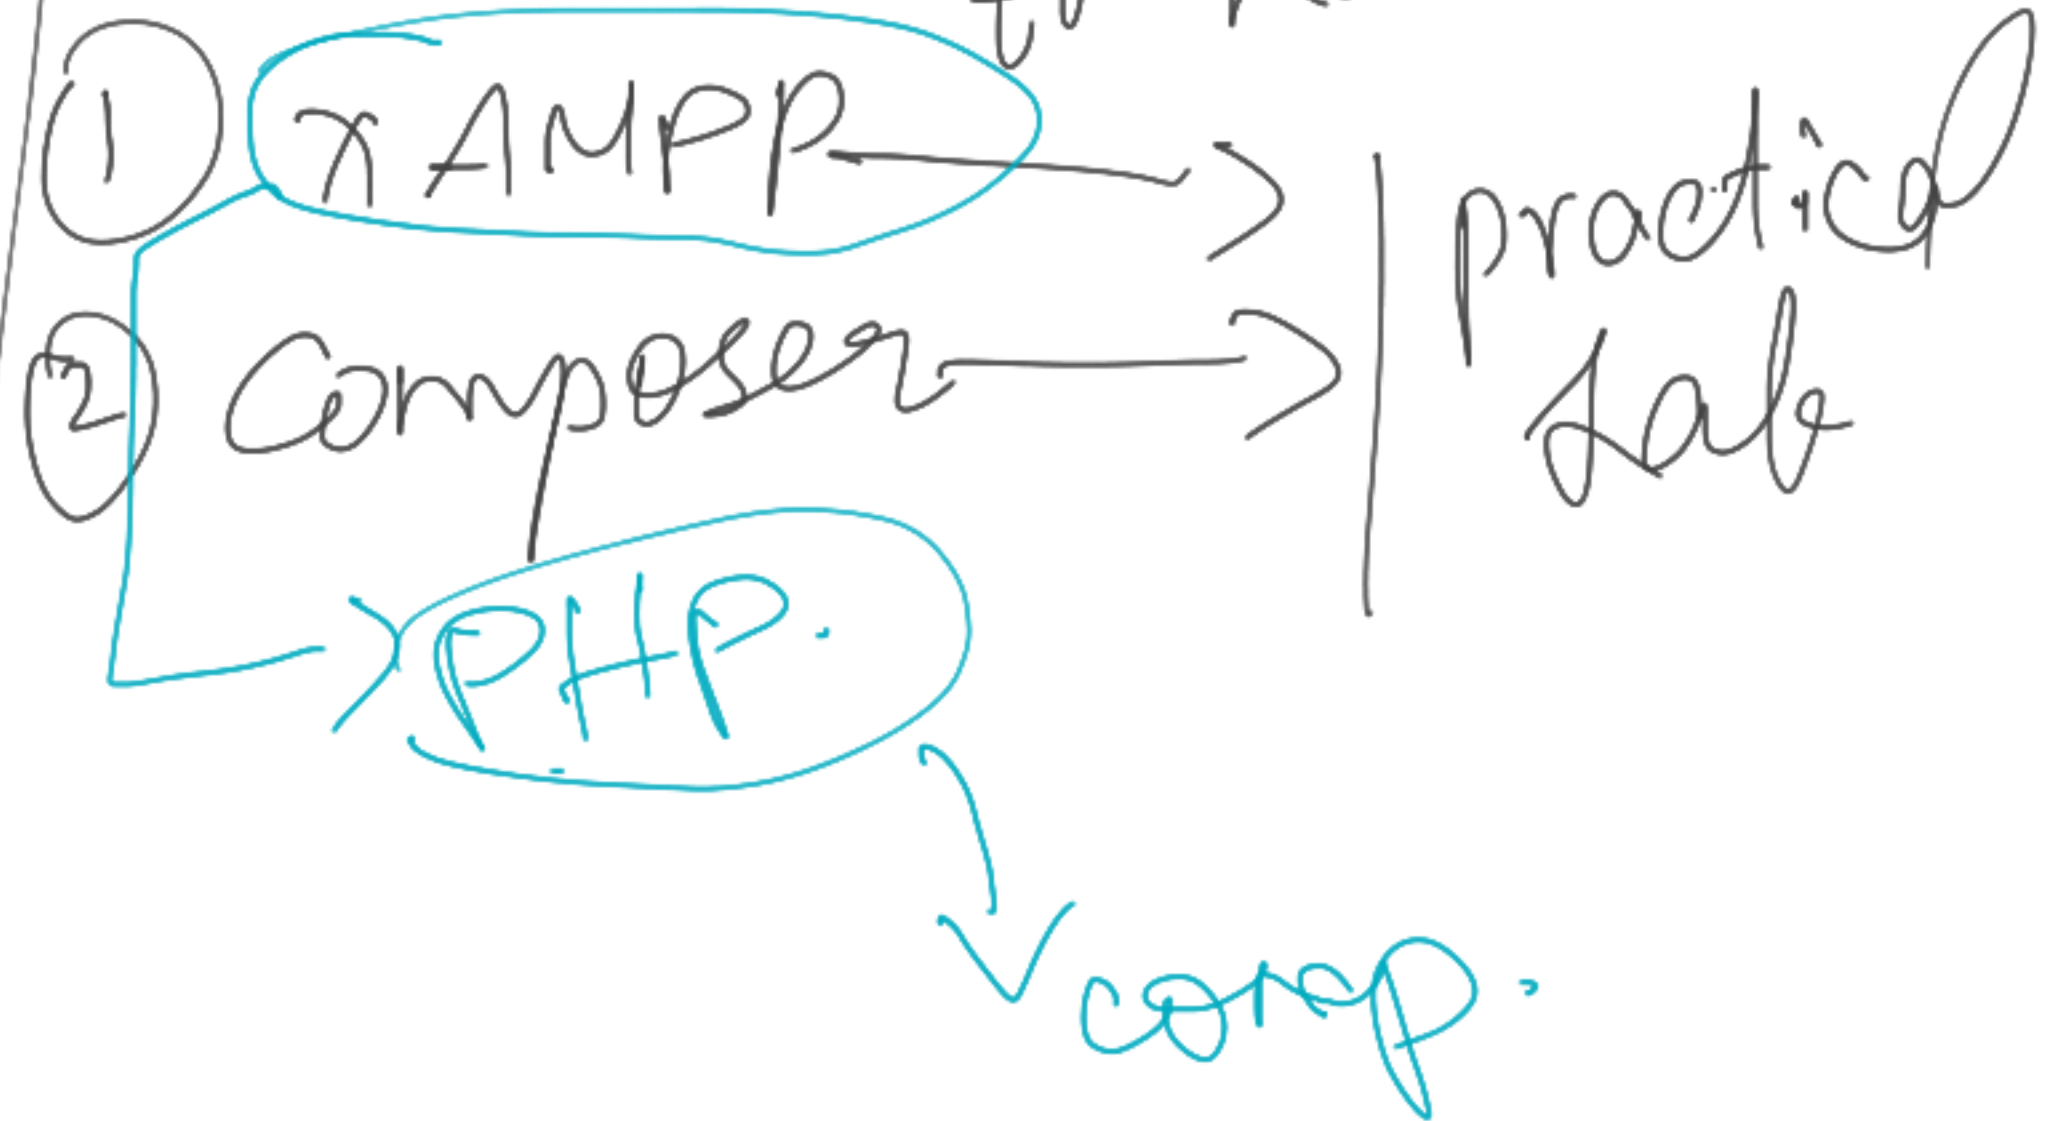 1 XAMPP → practical
2 Composer → Lab
PHP.
comp.